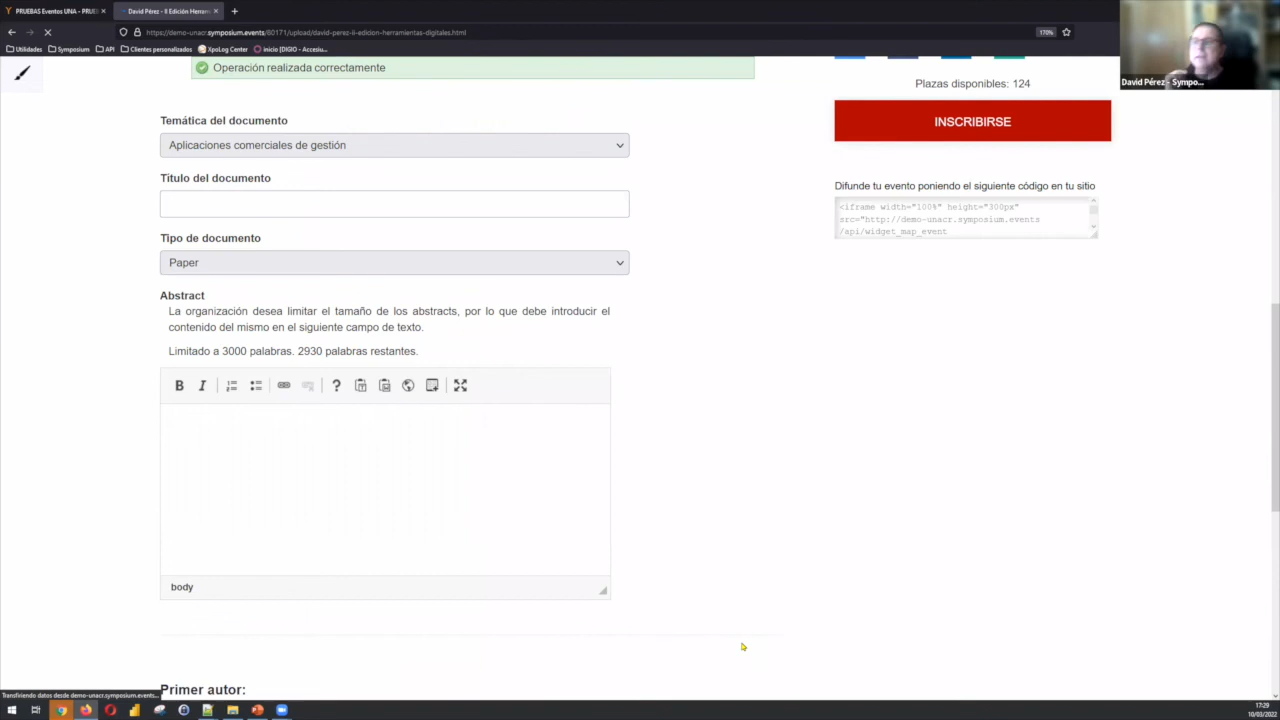 PRUEBAS Eventos UNA - PRUEB
David Pérez - II Edición Herram
https://demo-unacr.symposium.events/80171/upload/david-perez-ii-edicion-herramientas-digitales.html
170%
Utilidades
Symposium
API
Clientes personalizados
XpoLog Center
inicio [DIGIO - Accesiu...
David Pérez - Sympo...
Operación realizada correctamente
Plazas disponibles: 124
INSCRIBIRSE
Temática del documento
Aplicaciones comerciales de gestión
Titulo del documento
Difunde tu evento poniendo el siguiente código en tu sitio
<iframe width="100%" height="300px"
src="http://demo-unacr.symposium.events
/api/widget_map_event
Tipo de documento
Paper
Abstract
La organización desea limitar el tamaño de los abstracts, por lo que debe introducir el
contenido del mismo en el siguiente campo de texto.
Limitado a 3000 palabras. 2930 palabras restantes.
B I
body
Primer autor:
Transfiriendo datos desde demo-unacr.symposium.events...
17:29
10/03/2022